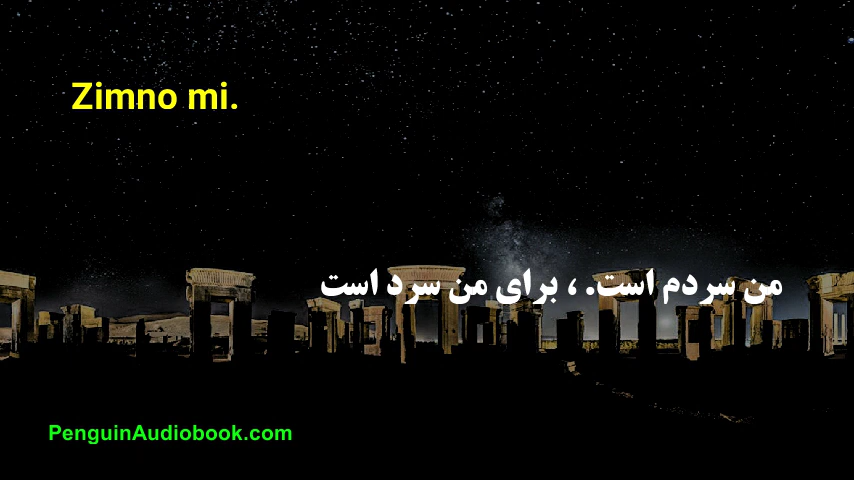 Zimno mi.
من سردم است. ، برای من سرد است
PenguinAudiobook.com